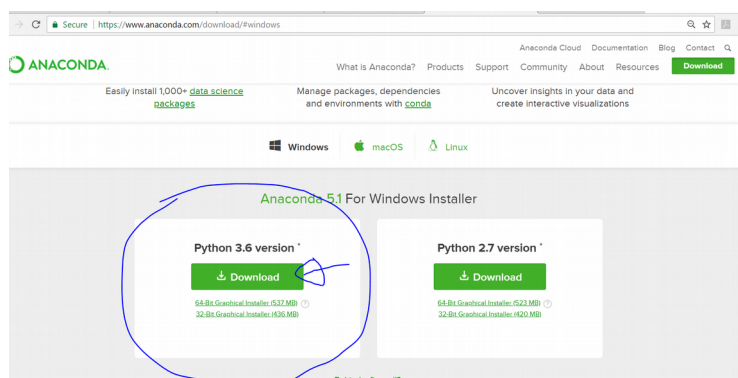 Secure https://www.anaconda.com/download/#windows
Anaconda Cloud Documentation Blog Contact
ANACONDA.
What is Anaconda? Products Support Community About Resources Download
Easily install 1,000+ data science packages
Manage packages, dependencies and environments with conda
Uncover insights in your data and create interactive visualizations
Windows macOS Linux
Anaconda 5.1 For Windows Installer
Python 3.6 version *
Download
64-Bit Graphical Installer (537 MB) ?
32-Bit Graphical Installer (436 MB)
Python 2.7 version *
Download
64-Bit Graphical Installer (523 MB) ?
32-Bit Graphical Installer (420 MB)